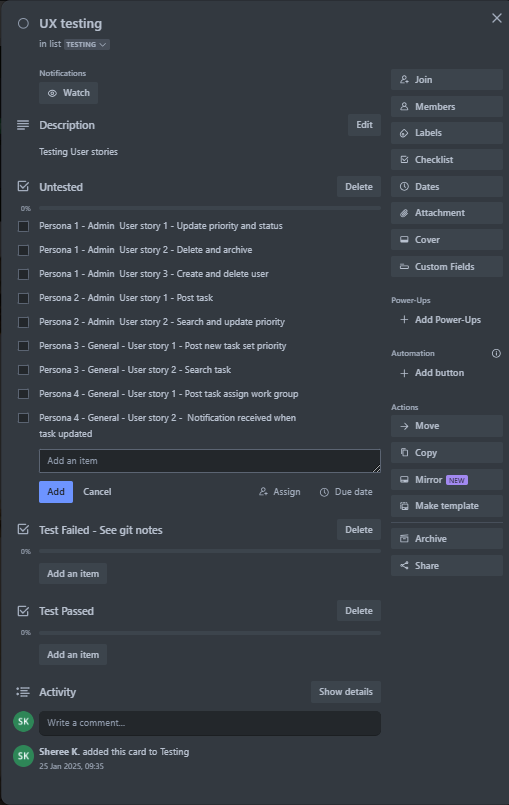 UX testing
in list TESTING
Notifications
Watch
Join
Members
Description
Edit
Labels
Testing User stories
Checklist
Untested
Delete
Dates
0%
Attachment
Persona 1 - Admin User story 1 - Update priority and status
Cover
Persona 1 - Admin User story 2 - Delete and archive
Custom Fields
Persona 1 - Admin User story 3 - Create and delete user
Persona 2 - Admin User story 1 - Post task
Power-Ups
Add Power-Ups
Persona 2 - Admin User story 2 - Search and update priority
Persona 3 - General - User story 1 - Post new task set priority
Automation
Persona 3 - General - User story 2 - Search task
Add button
Persona 4 - General - User story 1 - Post task assign work group
Actions
Persona 4 - General - User story 2 - Notification received when
task updated
Move
Copy
Add an item
Mirror NEW
Add
Cancel
Assign
Due date
Make template
Test Failed - See git notes
Delete
Archive
0%
Share
Add an item
Test Passed
Delete
0%
Add an item
Activity
Show details
SK
Write a comment...
SK
Sheree K. added this card to Testing
25 Jan 2025, 09:35